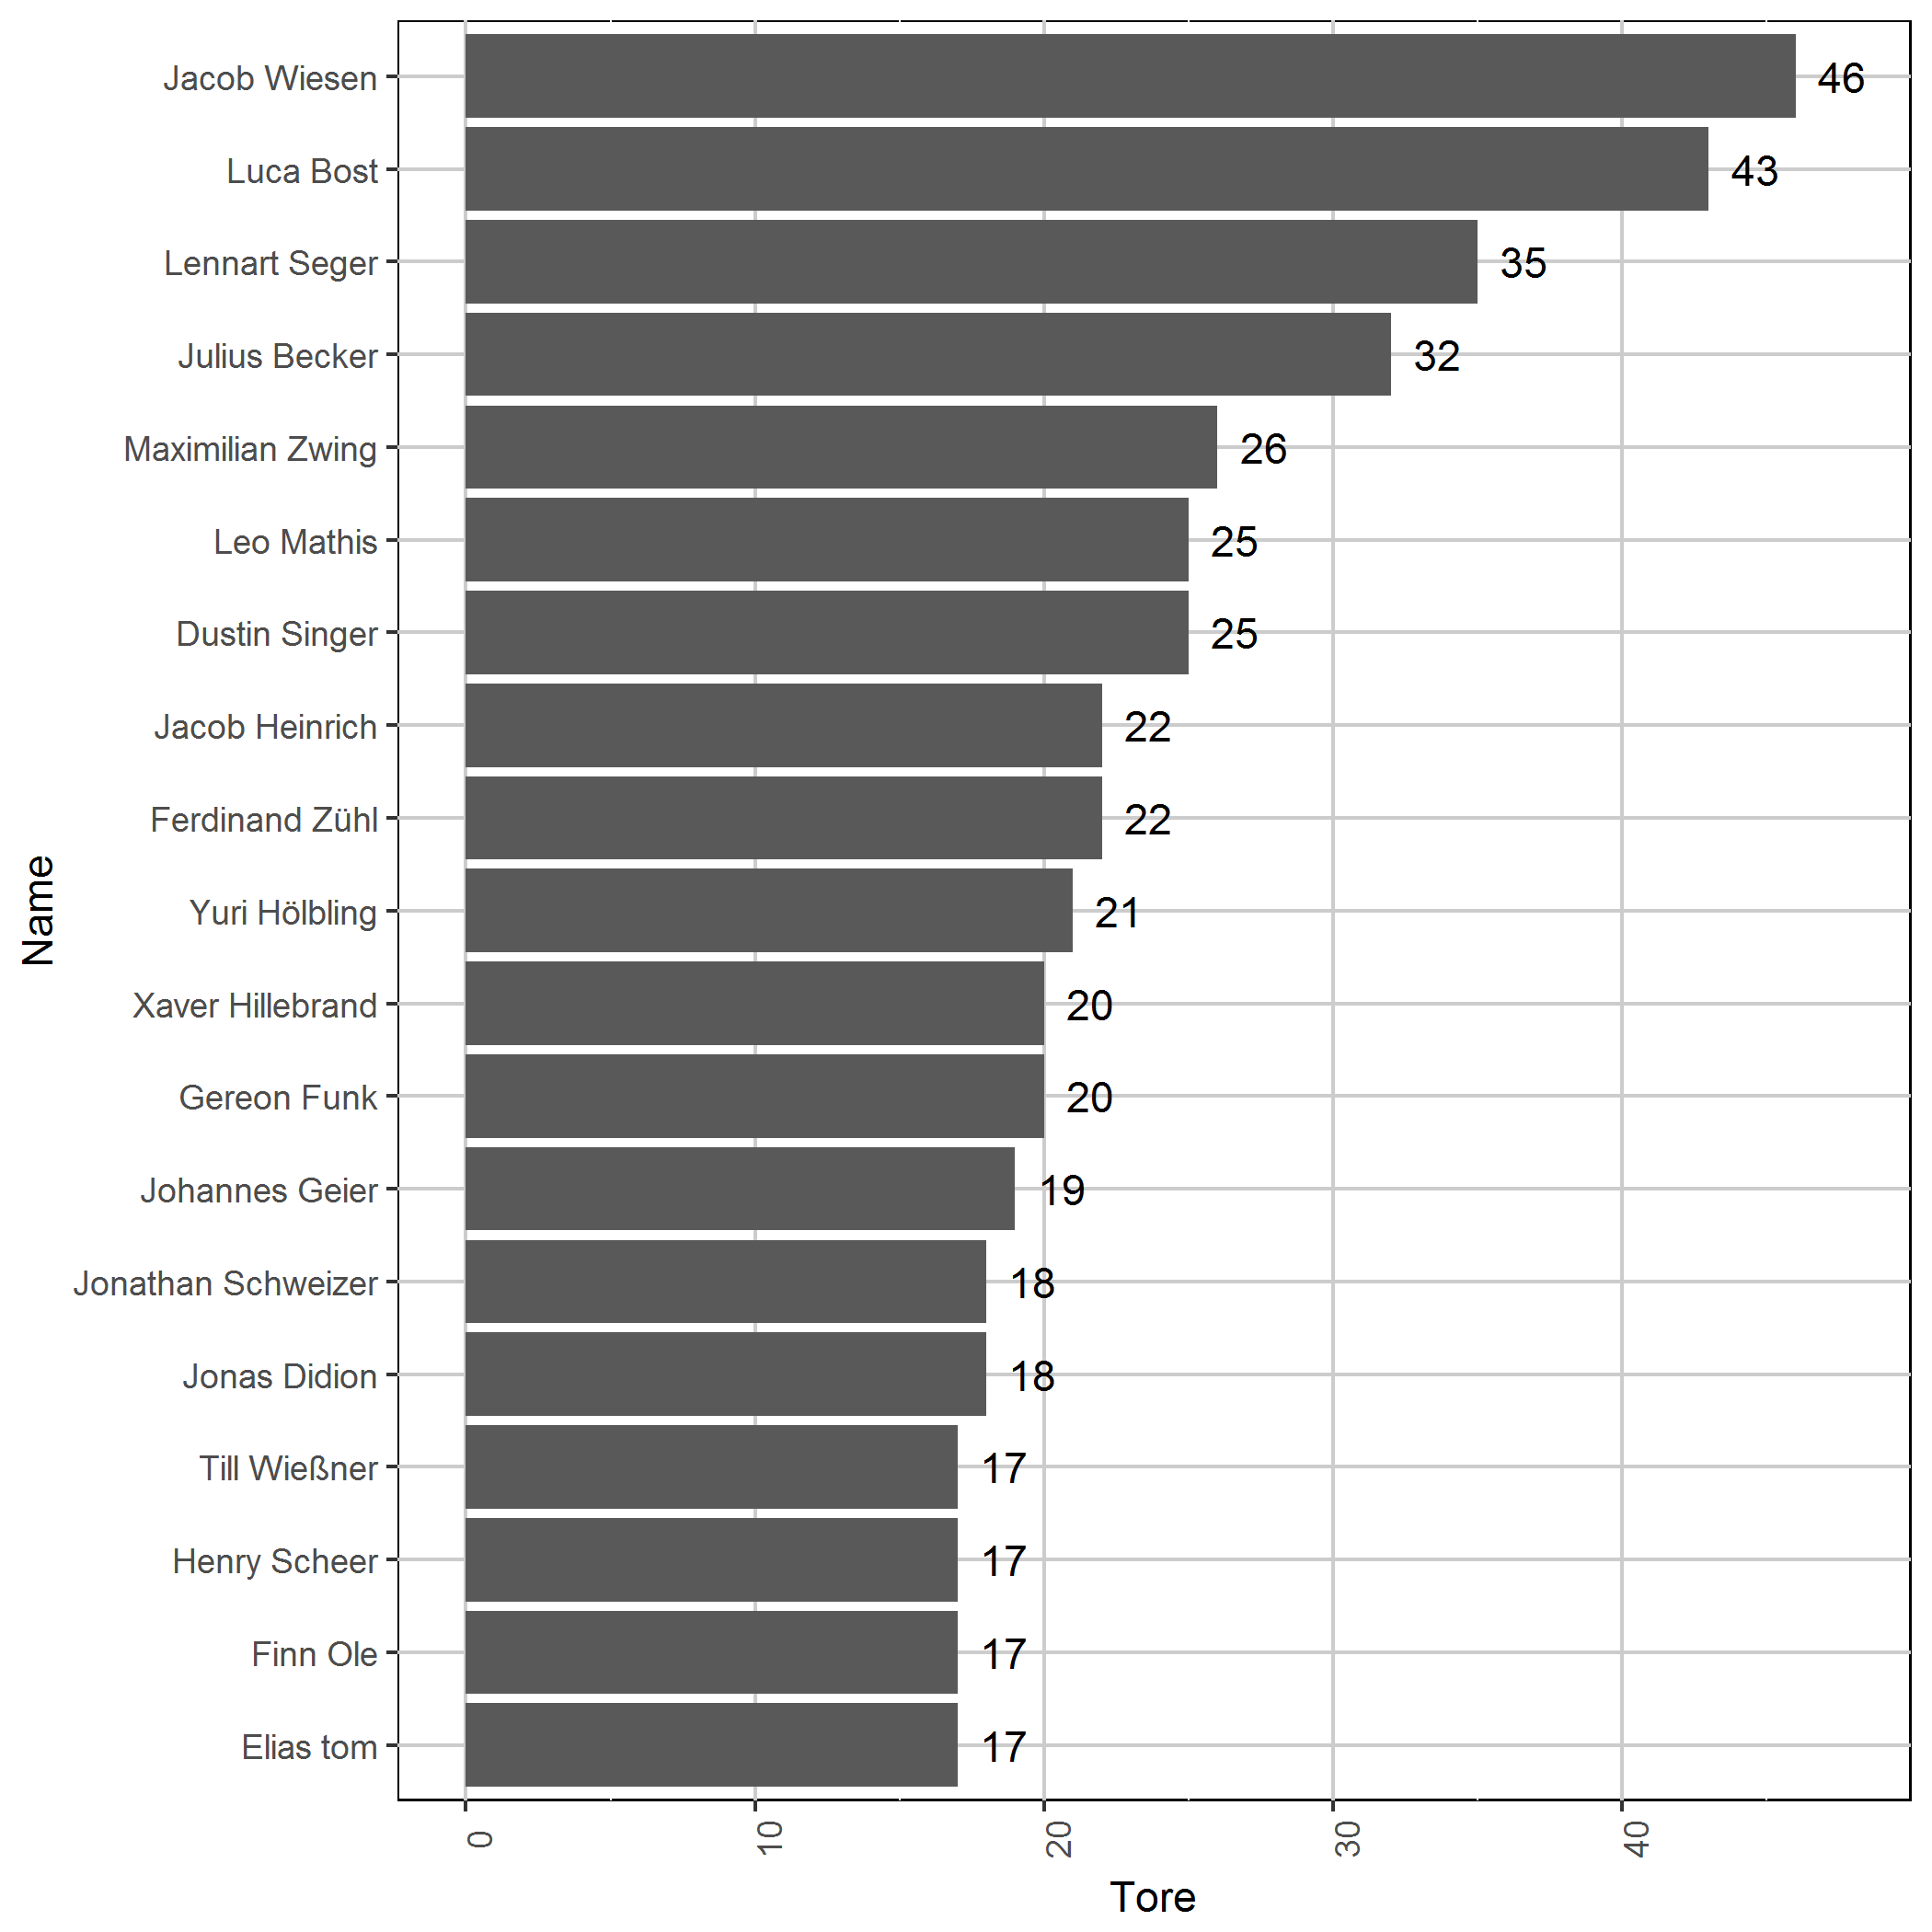 Name
Jacob Wiesen 46
Luca Bost 43
Lennart Seger 35
Julius Becker 32
Maximilian Zwing 26
Leo Mathis 25
Dustin Singer 25
Jacob Heinrich 22
Ferdinand Zühl 22
Yuri Hölbling 21
Xaver Hillebrand 20
Gereon Funk 20
Johannes Geier 19
Jonathan Schweizer 18
Jonas Didion 18
Till Wießner 17
Henry Scheer 17
Finn Ole 17
Elias tom 17
0 10 20 30 40
Tore